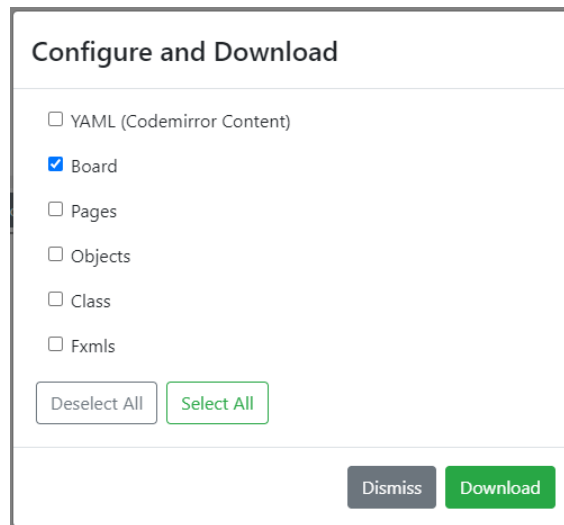 Configure and Download
YAML (Codemirror Content)
Board
Pages
Objects
Class
Fxmls
Deselect All Select All
Dismiss Download